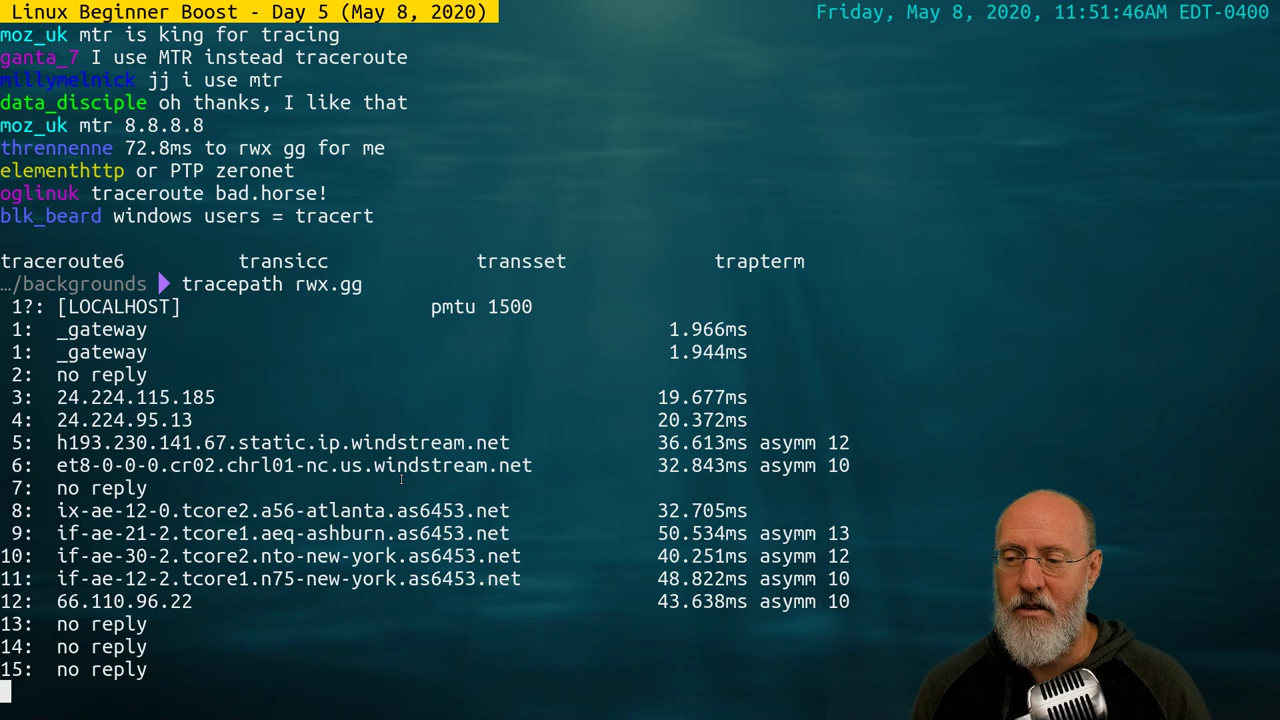 Linux Beginner Boost - Day 5 (May 8, 2020)
Friday, May 8, 2020, 11:51:46AM EDT-0400
moz_uk mtr is king for tracing
ganta_7 I use MTR instead traceroute
millymelnick jj i use mtr
data_disciple oh thanks, I like that
moz_uk mtr 8.8.8.8
thrennenne 72.8ms to rwx gg for me
elementhttp or PTP zeronet
oglinuk traceroute bad.horse!
blk_beard windows users = tracert
traceroute6 transicc transset trapterm
…/backgrounds tracepath rwx.gg
1?: [LOCALHOST] pmtu 1500
1: _gateway 1.966ms
1: _gateway 1.944ms
2: no reply
3: 24.224.115.185 19.677ms
4: 24.224.95.13 20.372ms
5: h193.230.141.67.static.ip.windstream.net 36.613ms asymm 12
6: et8-0-0-0.cr02.chrl01-nc.us.windstream.net 32.843ms asymm 10
7: no reply
8: ix-ae-12-0.tcore2.a56-atlanta.as6453.net 32.705ms
9: if-ae-21-2.tcore1.aeq-ashburn.as6453.net 50.534ms asymm 13
10: if-ae-30-2.tcore2.nto-new-york.as6453.net 40.251ms asymm 12
11: if-ae-12-2.tcore1.n75-new-york.as6453.net 48.822ms asymm 10
12: 66.110.96.22 43.638ms asymm 10
13: no reply
14: no reply
15: no reply